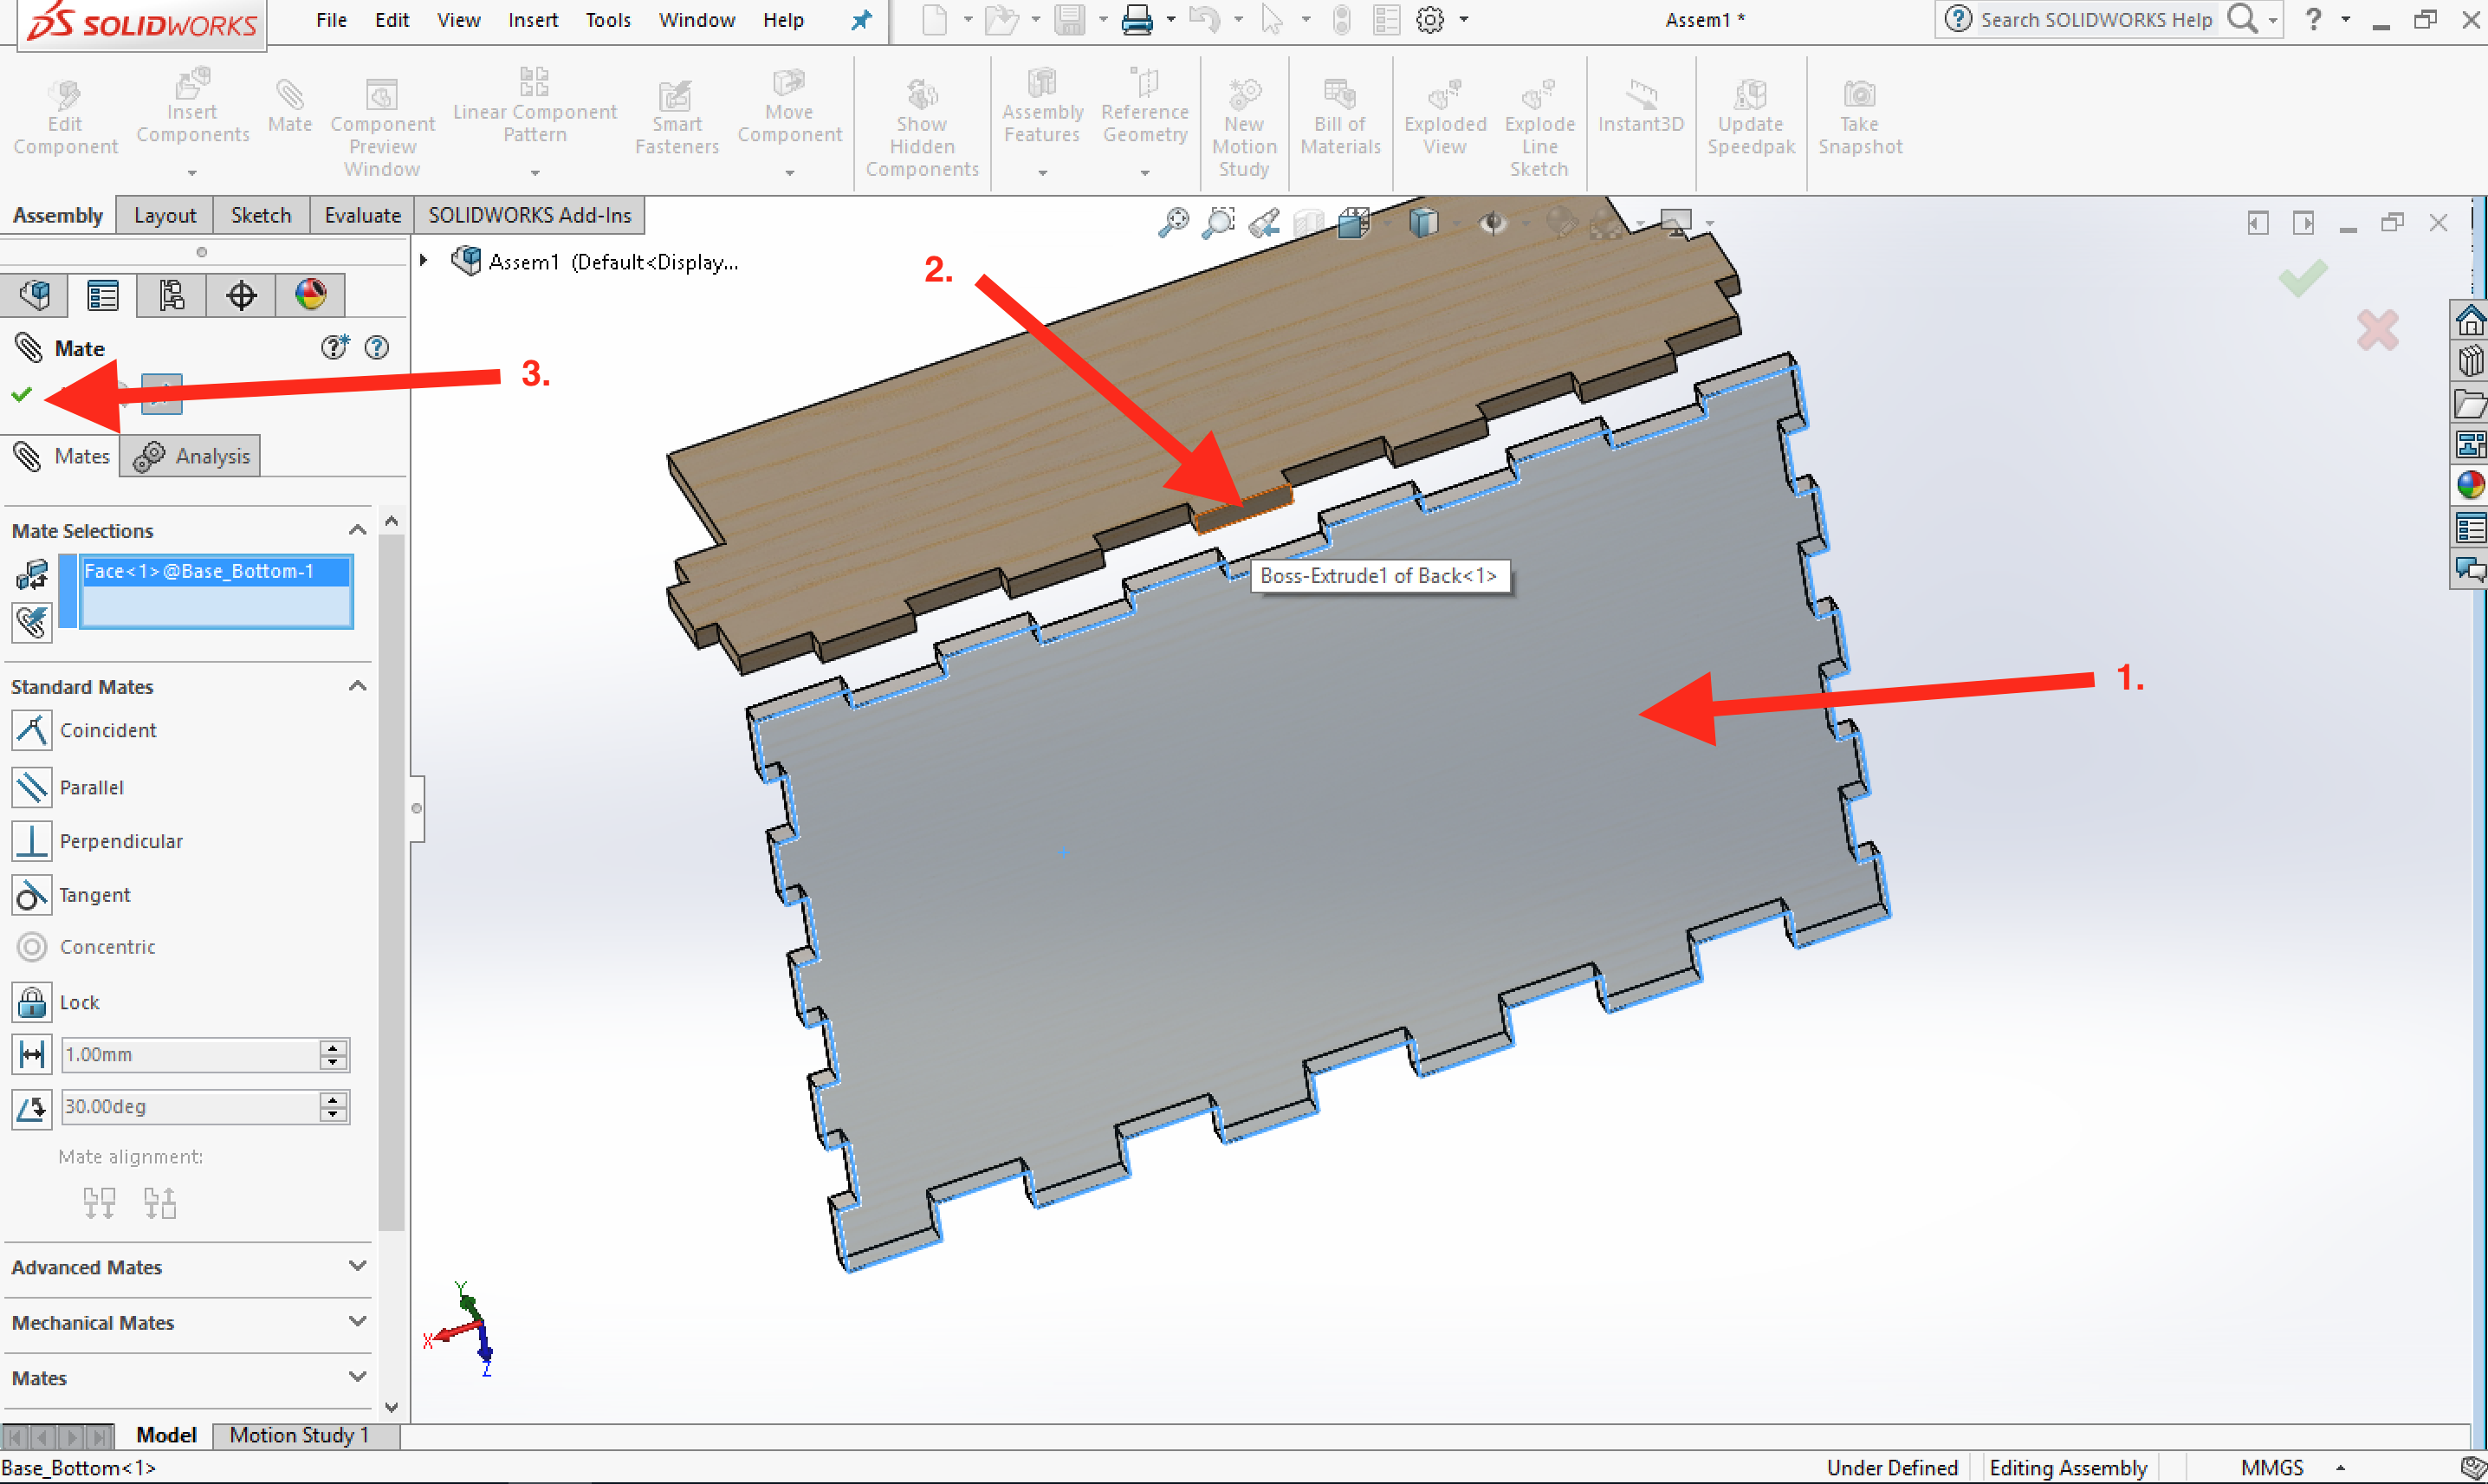 SOLIDWORKS File Edit View Insert Tools Window Help Assem1 * Search SOLIDWORKS Help ?
Edit Component
Insert Components
Mate
Component Preview Window
Linear Component Pattern
Smart Fasteners
Move Component
Show Hidden Components
Assembly Features
Reference Geometry
New Motion Study
Bill of Materials
Exploded View
Explode Line Sketch
Instant3D
Update Speedpak
Take Snapshot
Assembly Layout Sketch Evaluate SOLIDWORKS Add-Ins
Assem1 (Default<Display...
2.
Mate
3.
Mates Analysis
Mate Selections
Face<1>@Base_Bottom-1
Boss-Extrude1 of Back<1>
Standard Mates
1.
Coincident
Parallel
Perpendicular
Tangent
Concentric
Lock
1.00mm
30.00deg
Mate alignment:
Advanced Mates
Mechanical Mates
Mates
Y
X
Z
Model Motion Study 1
Base_Bottom<1> Under Defined Editing Assembly MMGS